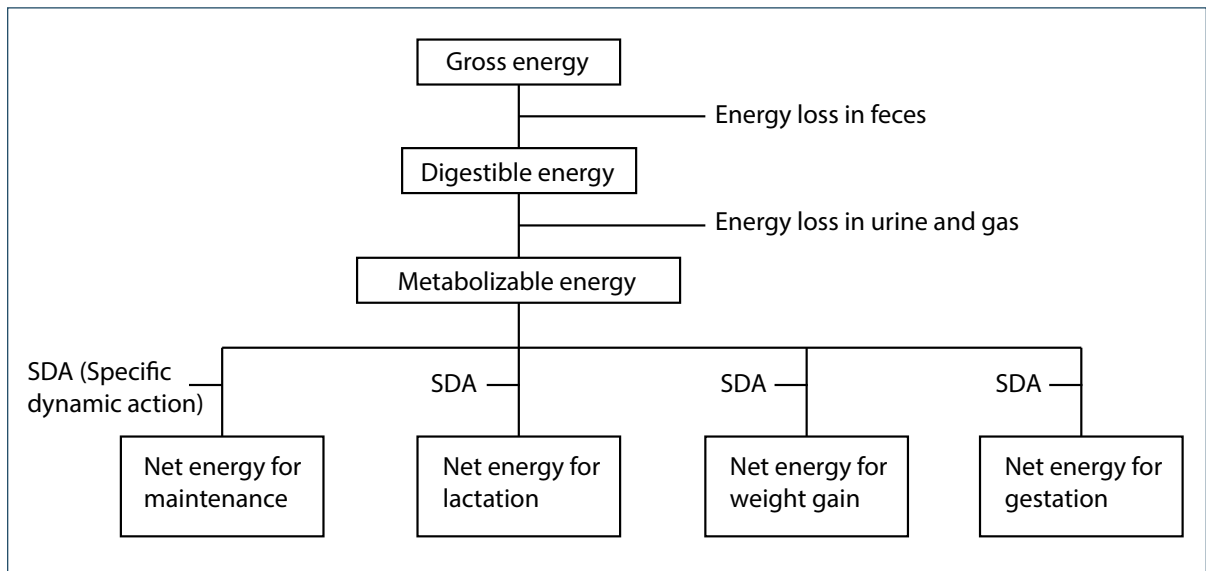 Gross energy
Energy loss in feces
Digestible energy
Energy loss in urine and gas
Metabolizable energy
SDA (Specific
dynamic action)
SDA
SDA
SDA
Net energy for
maintenance
Net energy for
lactation
Net energy for
weight gain
Net energy for
gestation